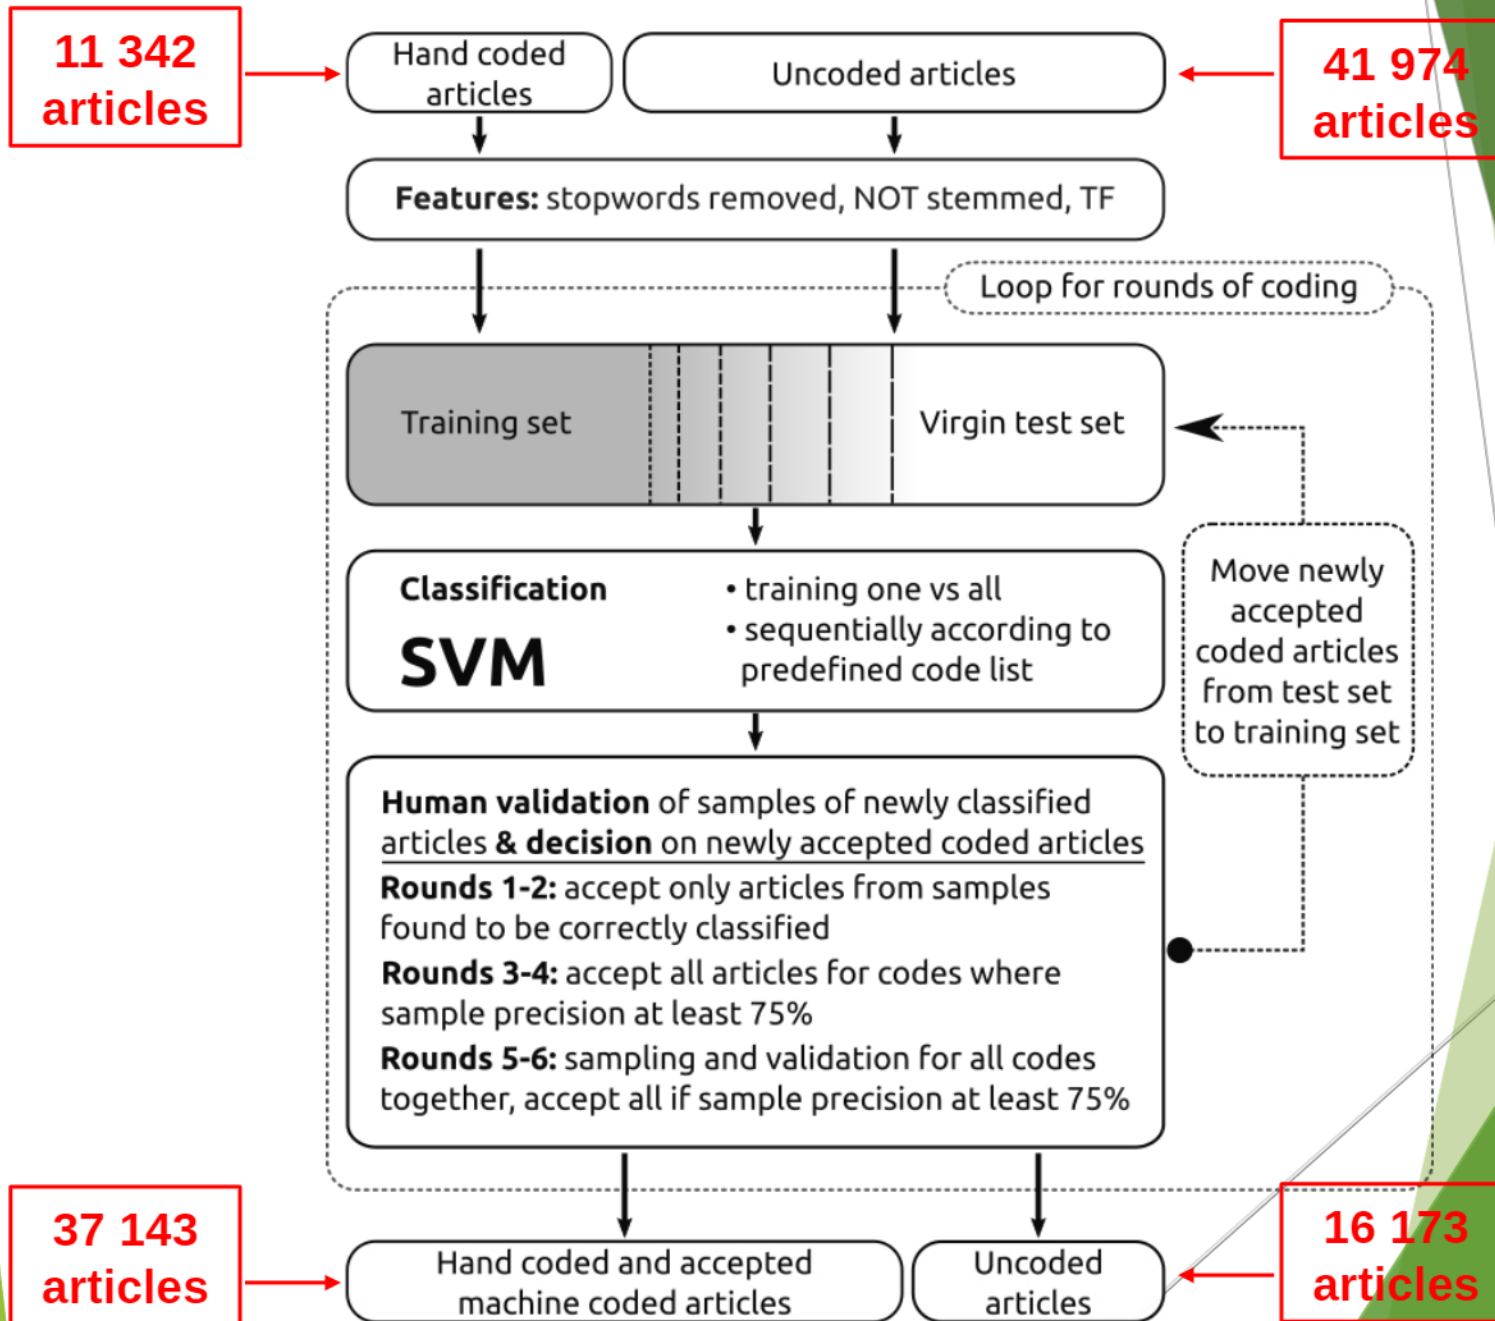 11 342
articles
Hand coded
articles
Uncoded articles
41 974
articles
Features: stopwords removed, NOT stemmed, TF
Loop for rounds of coding
Training set
Virgin test set
Classification
SVM
• training one vs all
• sequentially according to
predefined code list
Move newly
accepted
coded articles
from test set
to training set
Human validation of samples of newly classified
articles & decision on newly accepted coded articles
Rounds 1-2: accept only articles from samples
found to be correctly classified
Rounds 3-4: accept all articles for codes where
sample precision at least 75%
Rounds 5-6: sampling and validation for all codes
together, accept all if sample precision at least 75%
37 143
articles
Hand coded and accepted
machine coded articles
Uncoded
articles
16 173
articles